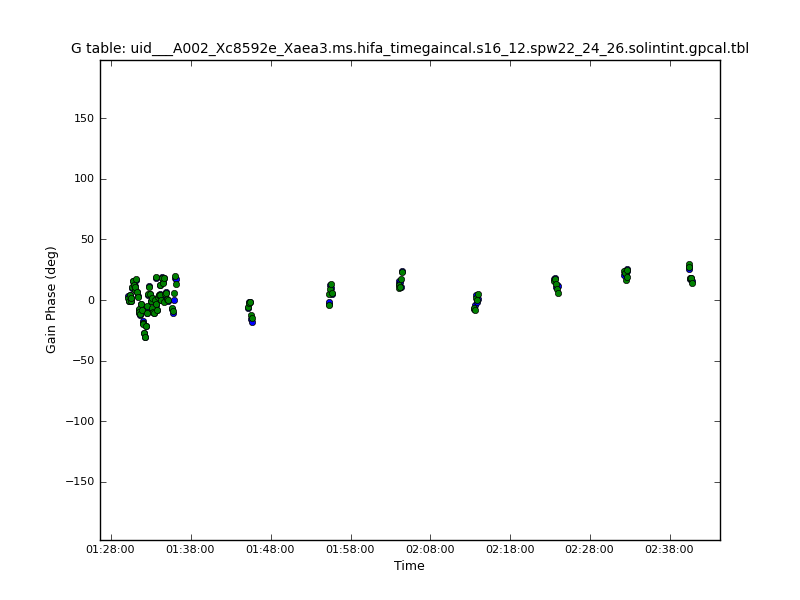 G table: uid___A002_Xc8592e_Xaea3.ms.hifa_timegaincal.s16_12.spw22_24_26.solintint.gpcal.tbl
150
100
50
0
−50
−100
−150
Gain Phase (deg)
01:28:00 01:38:00 01:48:00 01:58:00 02:08:00 02:18:00 02:28:00 02:38:00
Time